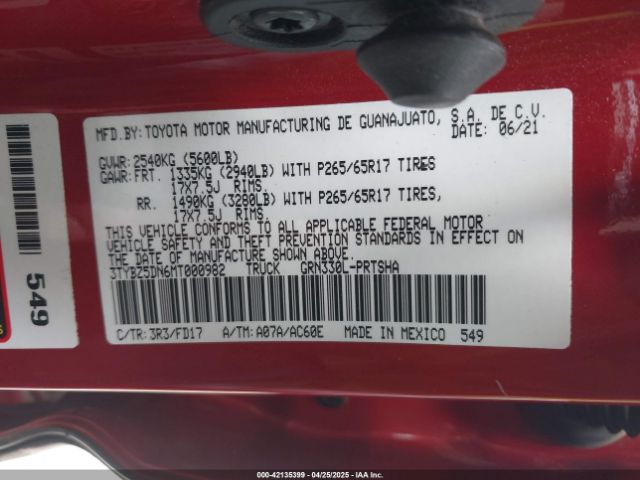 MFD.BY:TOYOTA MOTOR MANUFACTURING DE GUANAJUATO, S.A. DE C.V.
DATE: 06/21
GVWR:2540KG (5600LB)
GAWR:FRT. 1335KG (2940LB) WITH P265/65R17 TIRES
17X7.5J RIMS,
RR. 1490KG (3280LB) WITH P265/65R17 TIRES,
17X7.5J RIMS.
THIS VEHICLE CONFORMS TO ALL APPLICABLE FEDERAL MOTOR
VEHICLE SAFETY AND THEFT PREVENTION STANDARDS IN EFFECT ON
THE DATE OF MANUFACTURE SHOWN ABOVE.
3TYBZ5DN6MT000982 TRUCK GRN330L-PRTSHA
C/TR:3R3/FD17 A/TM:A07A/AC60E MADE IN MEXICO 549
549
000-42135399 - 04/25/2025 - IAAI, Inc.